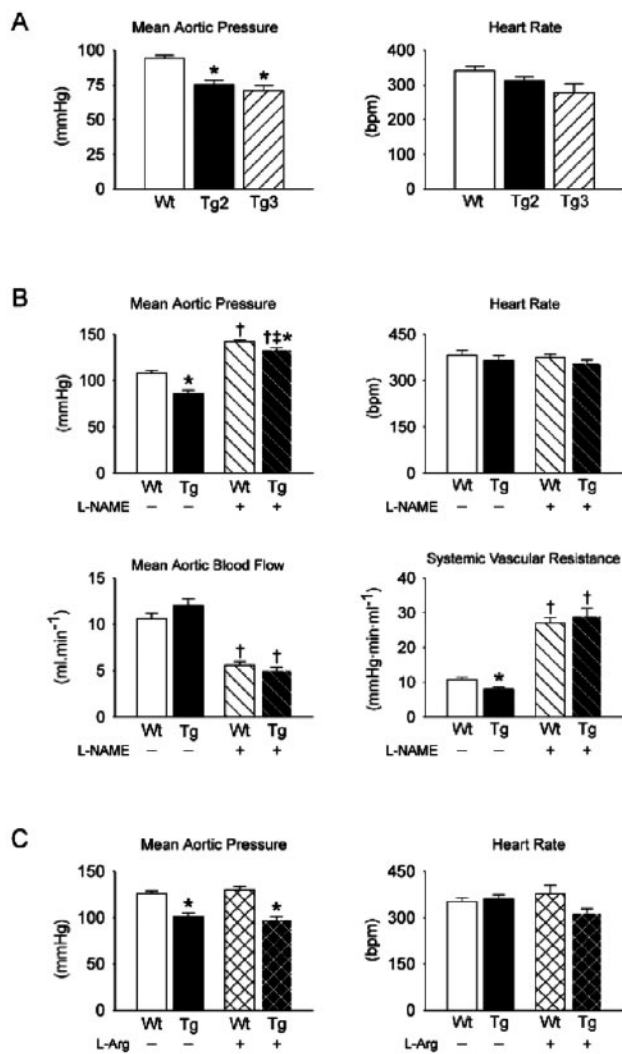 A
Mean Aortic Pressure
Heart Rate
(mmHg)
100
75
50
25
0
*
*
Wt Tg2 Tg3
(bpm)
400
300
200
100
0
Wt Tg2 Tg3
B
Mean Aortic Pressure
Heart Rate
(mmHg)
150
100
50
0
*
†
†‡*
Wt Tg Wt Tg
L-NAME − − + +
(bpm)
450
300
150
0
Wt Tg Wt Tg
− − + +
Mean Aortic Blood Flow
Systemic Vascular Resistance
(ml.min⁻¹)
15
10
5
0
†
†
Wt Tg Wt Tg
L-NAME − − + +
(mmHg·min·ml⁻¹)
40
30
20
10
0
*
†
†
Wt Tg Wt Tg
L-NAME − − + +
C
Mean Aortic Pressure
Heart Rate
(mmHg)
150
100
50
0
*
*
Wt Tg Wt Tg
L-Arg − − + +
(bpm)
450
300
150
0
Wt Tg Wt Tg
− − + +